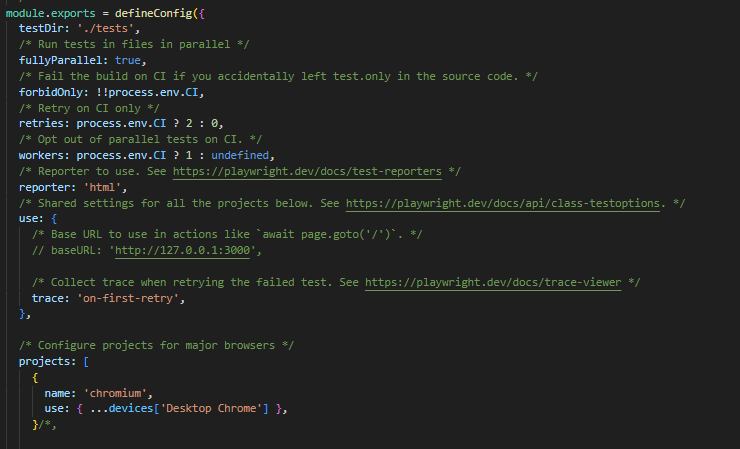 module.exports = defineConfig({
  testDir: './tests',
  /* Run tests in files in parallel */
  fullyParallel: true,
  /* Fail the build on CI if you accidentally left test.only in the source code. */
  forbidOnly: !!process.env.CI,
  /* Retry on CI only */
  retries: process.env.CI ? 2 : 0,
  /* Opt out of parallel tests on CI. */
  workers: process.env.CI ? 1 : undefined,
  /* Reporter to use. See https://playwright.dev/docs/test-reporters */
  reporter: 'html',
  /* Shared settings for all the projects below. See https://playwright.dev/docs/api/class-testoptions. */
  use: {
    /* Base URL to use in actions like `await page.goto('/')`. */
    // baseURL: 'http://127.0.0.1:3000',

    /* Collect trace when retrying the failed test. See https://playwright.dev/docs/trace-viewer */
    trace: 'on-first-retry',
  },

  /* Configure projects for major browsers */
  projects: [
    {
      name: 'chromium',
      use: { ...devices['Desktop Chrome'] },
    }/*,